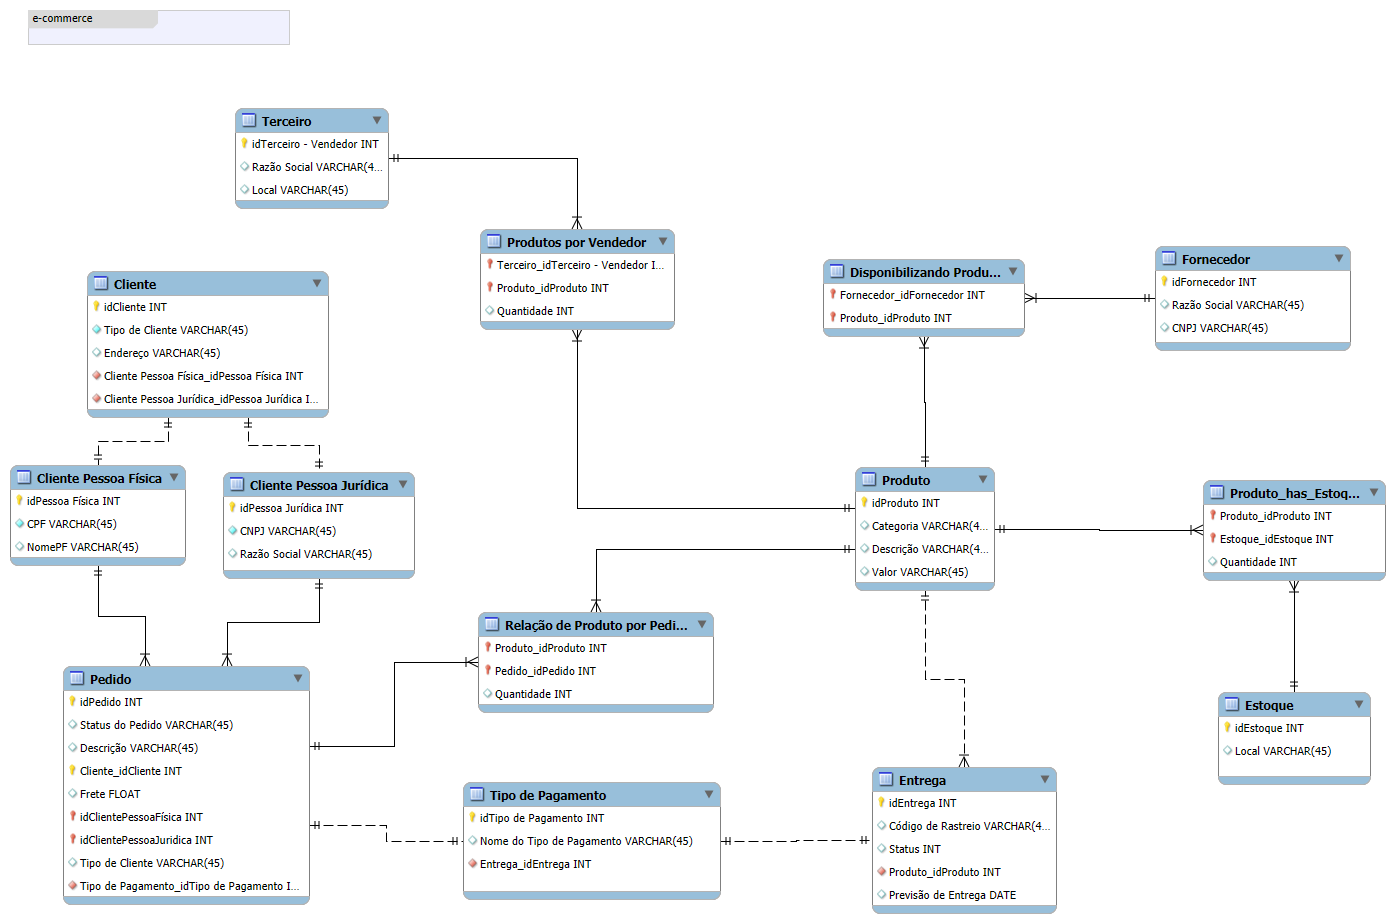 e-commerce
Terceiro
idTerceiro - Vendedor INT
Razão Social VARCHAR(4...
Local VARCHAR(45)
Produtos por Vendedor
Terceiro_idTerceiro - Vendedor I...
Produto_idProduto INT
Quantidade INT
Disponibilizando Produ...
Fornecedor_idFornecedor INT
Produto_idProduto INT
Fornecedor
idFornecedor INT
Razão Social VARCHAR(45)
CNPJ VARCHAR(45)
Cliente
idCliente INT
Tipo de Cliente VARCHAR(45)
Endereço VARCHAR(45)
Cliente Pessoa Física_idPessoa Física INT
Cliente Pessoa Jurídica_idPessoa Jurídica I...
Cliente Pessoa Física
idPessoa Física INT
CPF VARCHAR(45)
NomePF VARCHAR(45)
Cliente Pessoa Jurídica
idPessoa Jurídica INT
CNPJ VARCHAR(45)
Razão Social VARCHAR(45)
Produto
idProduto INT
Categoria VARCHAR(4...
Descrição VARCHAR(4...
Valor VARCHAR(45)
Produto_has_Estoq...
Produto_idProduto INT
Estoque_idEstoque INT
Quantidade INT
Relação de Produto por Pedi...
Produto_idProduto INT
Pedido_idPedido INT
Quantidade INT
Pedido
idPedido INT
Status do Pedido VARCHAR(45)
Descrição VARCHAR(45)
Cliente_idCliente INT
Frete FLOAT
idClientePessoaFísica INT
idClientePessoaJuridica INT
Tipo de Cliente VARCHAR(45)
Tipo de Pagamento_idTipo de Pagamento I...
Tipo de Pagamento
idTipo de Pagamento INT
Nome do Tipo de Pagamento VARCHAR(45)
Entrega_idEntrega INT
Entrega
idEntrega INT
Código de Rastreio VARCHAR(4...
Status INT
Produto_idProduto INT
Previsão de Entrega DATE
Estoque
idEstoque INT
Local VARCHAR(45)